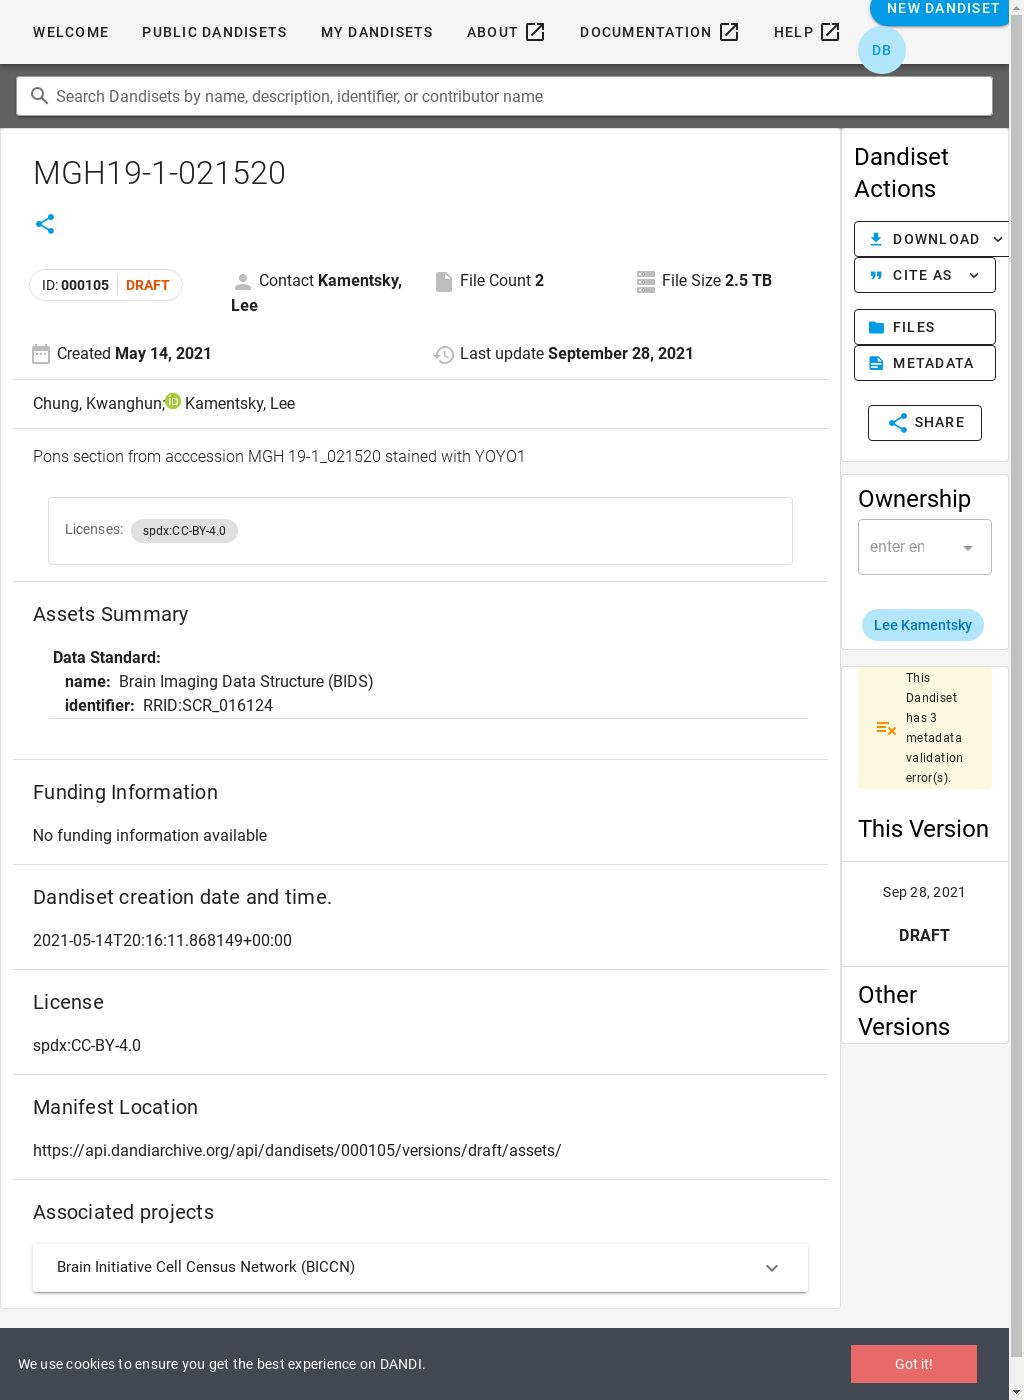 WELCOME
PUBLIC DANDISETS
MY DANDISETS
ABOUT
DOCUMENTATION
HELP
NEW DANDISET
DB
Search Dandisets by name, description, identifier, or contributor name
MGH19-1-021520
ID: 000105 DRAFT
Contact Kamentsky,
Lee
File Count 2
File Size 2.5 TB
Created May 14, 2021
Last update September 28, 2021
Chung, Kwanghun; Kamentsky, Lee
Pons section from acccession MGH 19-1_021520 stained with YOYO1
Licenses: spdx:CC-BY-4.0
Assets Summary
Data Standard:
name: Brain Imaging Data Structure (BIDS)
identifier: RRID:SCR_016124
Funding Information
No funding information available
Dandiset creation date and time.
2021-05-14T20:16:11.868149+00:00
License
spdx:CC-BY-4.0
Manifest Location
https://api.dandiarchive.org/api/dandisets/000105/versions/draft/assets/
Associated projects
Brain Initiative Cell Census Network (BICCN)
Dandiset
Actions
DOWNLOAD
CITE AS
FILES
METADATA
SHARE
Ownership
enter en
Lee Kamentsky
This
Dandiset
has 3
metadata
validation
error(s).
This Version
Sep 28, 2021
DRAFT
Other
Versions
We use cookies to ensure you get the best experience on DANDI.
Got it!